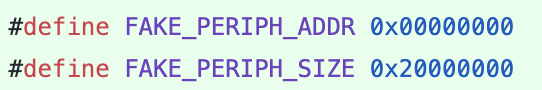 #define FAKE_PERIPH_ADDR 0x00000000
#define FAKE_PERIPH_SIZE 0x20000000